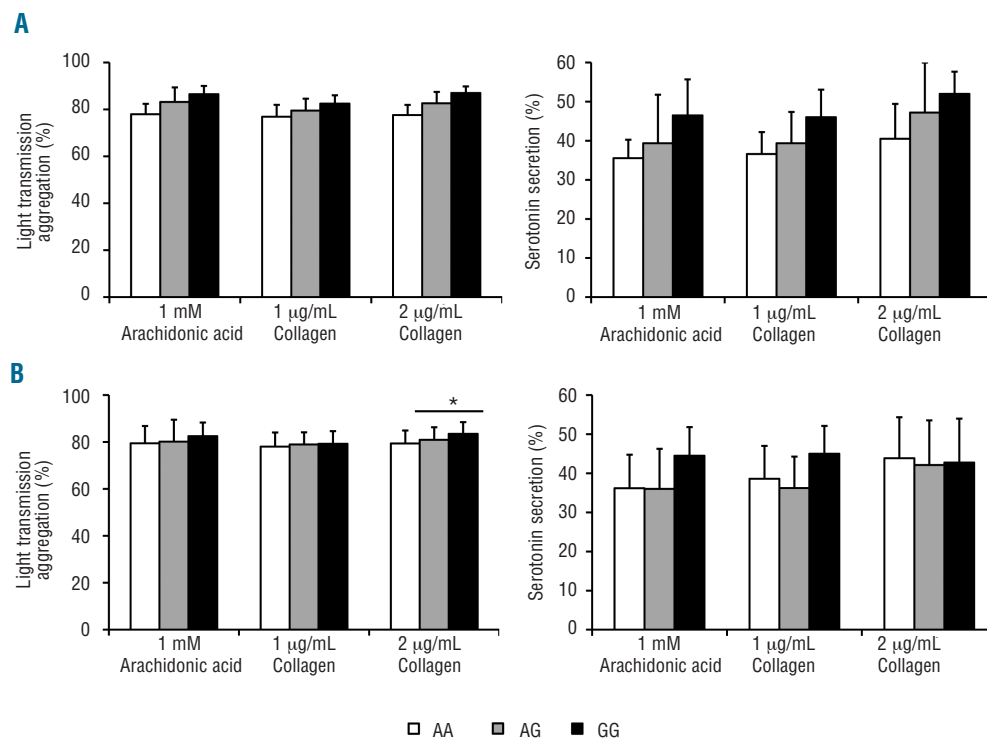 A
Light transmission
aggregation (%)
100
80
60
80
20
0
1 mM
Arachidonic acid
1 µg/mL
Collagen
2 µg/mL
Collagen
Serotonin secretion (%)
60
50
40
30
20
10
0
1 mM
Arachidonic acid
1 µg/mL
Collagen
2 µg/mL
Collagen
B
Light transmission
aggregation (%)
100
80
60
80
20
0
*
1 mM
Arachidonic acid
1 µg/mL
Collagen
2 µg/mL
Collagen
Serotonin secretion (%)
60
50
40
30
20
10
0
1 mM
Arachidonic acid
1 µg/mL
Collagen
2 µg/mL
Collagen
AA AG GG